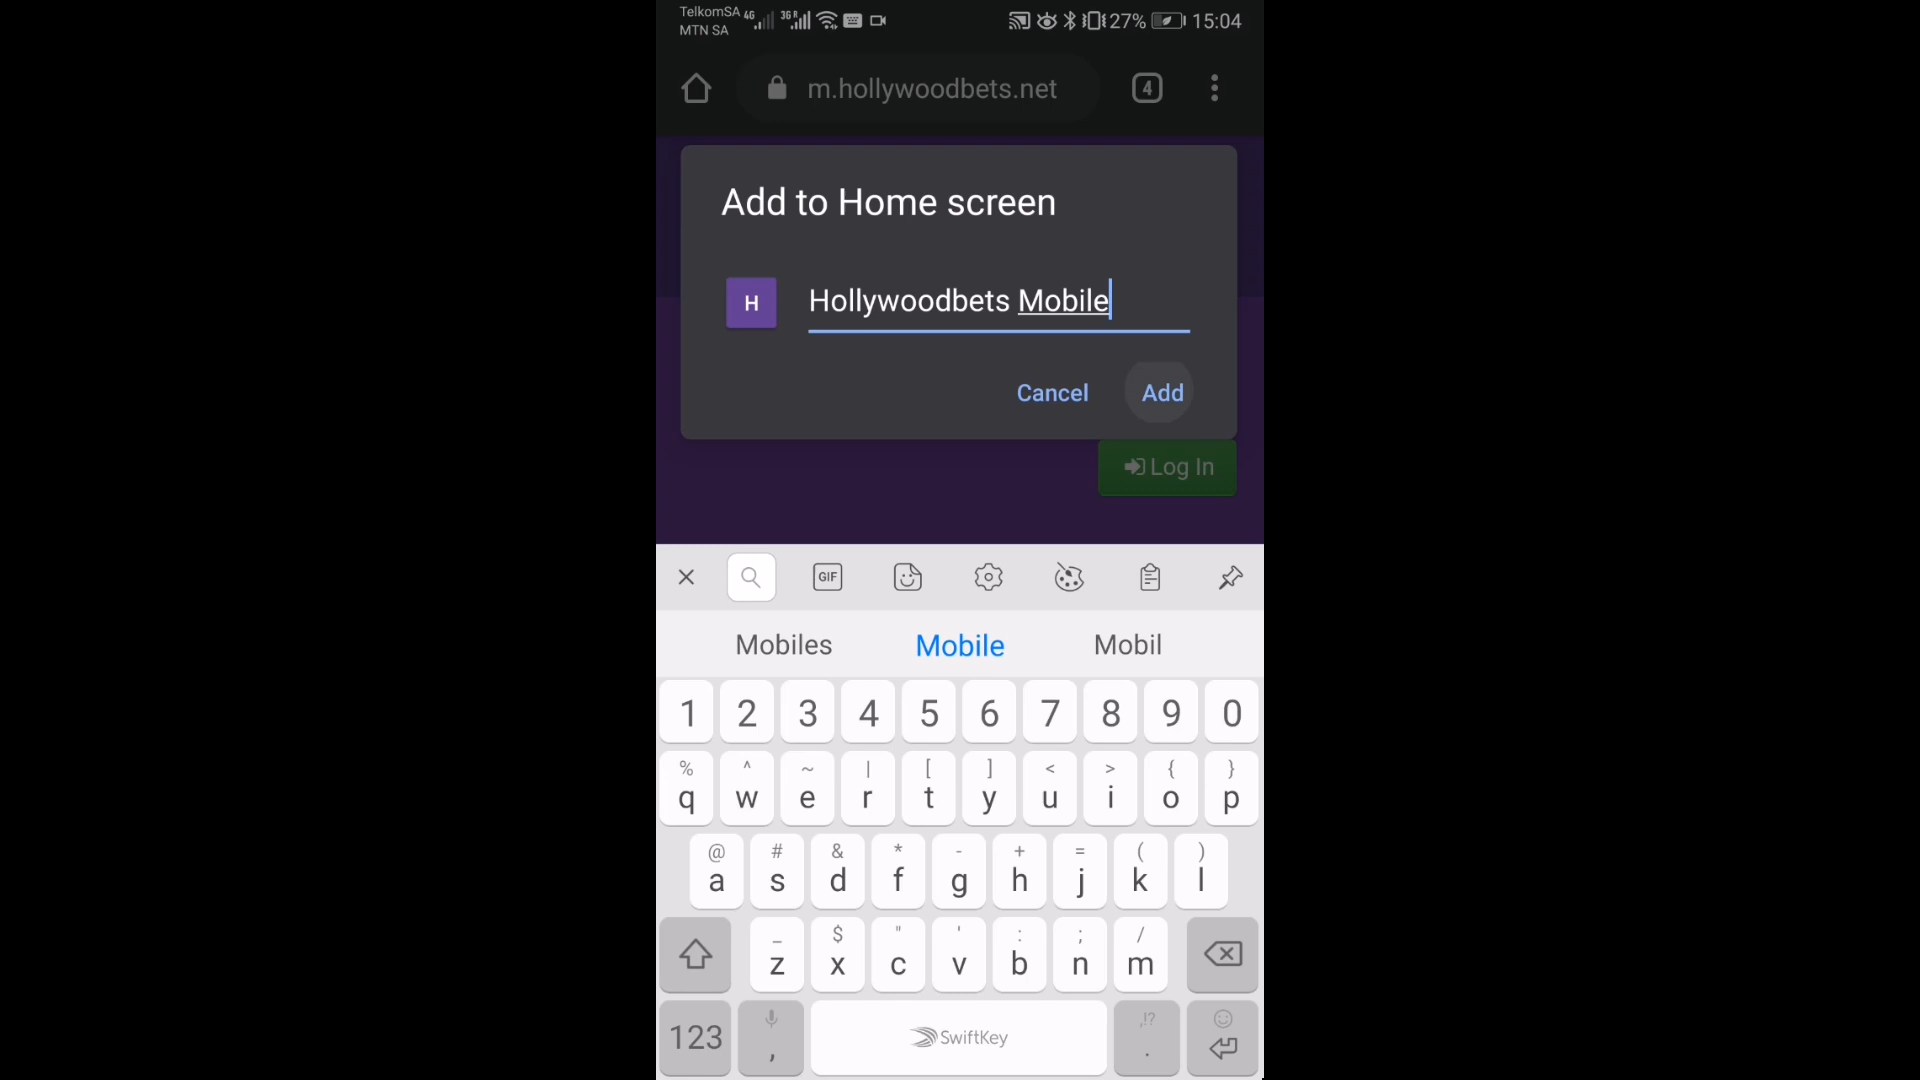 TelkomSA 4G 3G R 27% 15:04
MTN SA
m.hollywoodbets.net 4
Add to Home screen
H Hollywoodbets Mobile
Cancel Add
Log In
GIF
Mobiles Mobile Mobil
1 2 3 4 5 6 7 8 9 0
% ^ ~ | [ ] < > { }
q w e r t y u i o p
@ # & * - + = ( )
a s d f g h j k l
_ $ " ' : ; /
z x c v b n m
123 , SwiftKey ,!? .